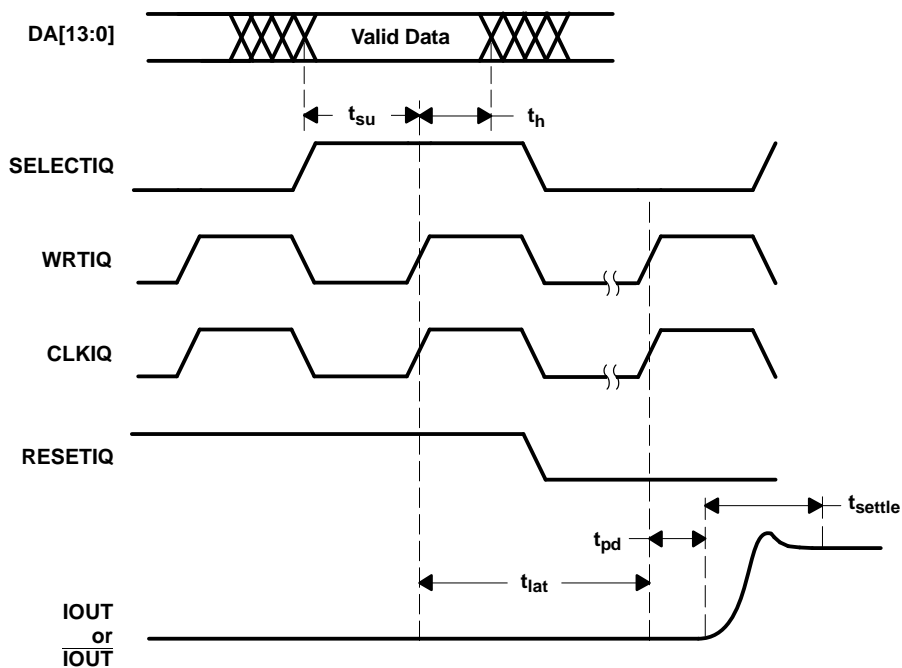 DA[13:0]
Valid Data
tsu
th
SELECTIQ
WRTIQ
CLKIQ
RESETIQ
tsettle
tpd
tlat
IOUT
or
IOUT